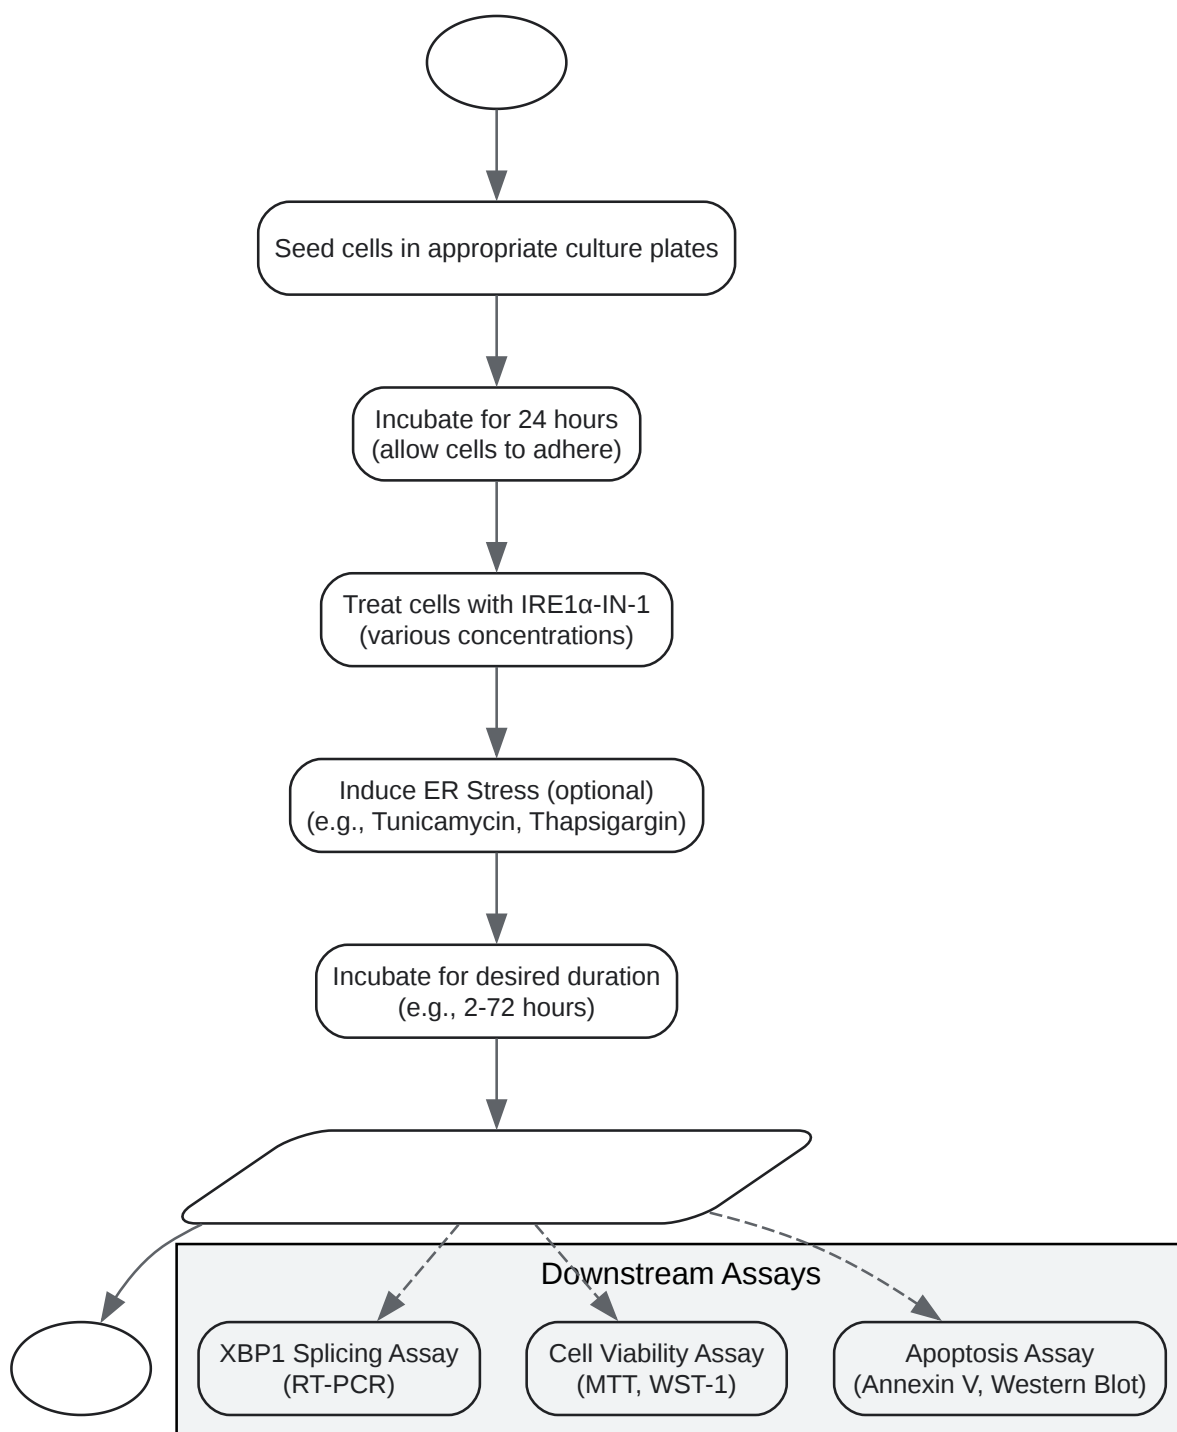 Seed cells in appropriate culture plates
Incubate for 24 hours
(allow cells to adhere)
Treat cells with IRE1α-IN-1
(various concentrations)
Induce ER Stress (optional)
(e.g., Tunicamycin, Thapsigargin)
Incubate for desired duration
(e.g., 2-72 hours)
Downstream Assays
XBP1 Splicing Assay
(RT-PCR)
Cell Viability Assay
(MTT, WST-1)
Apoptosis Assay
(Annexin V, Western Blot)